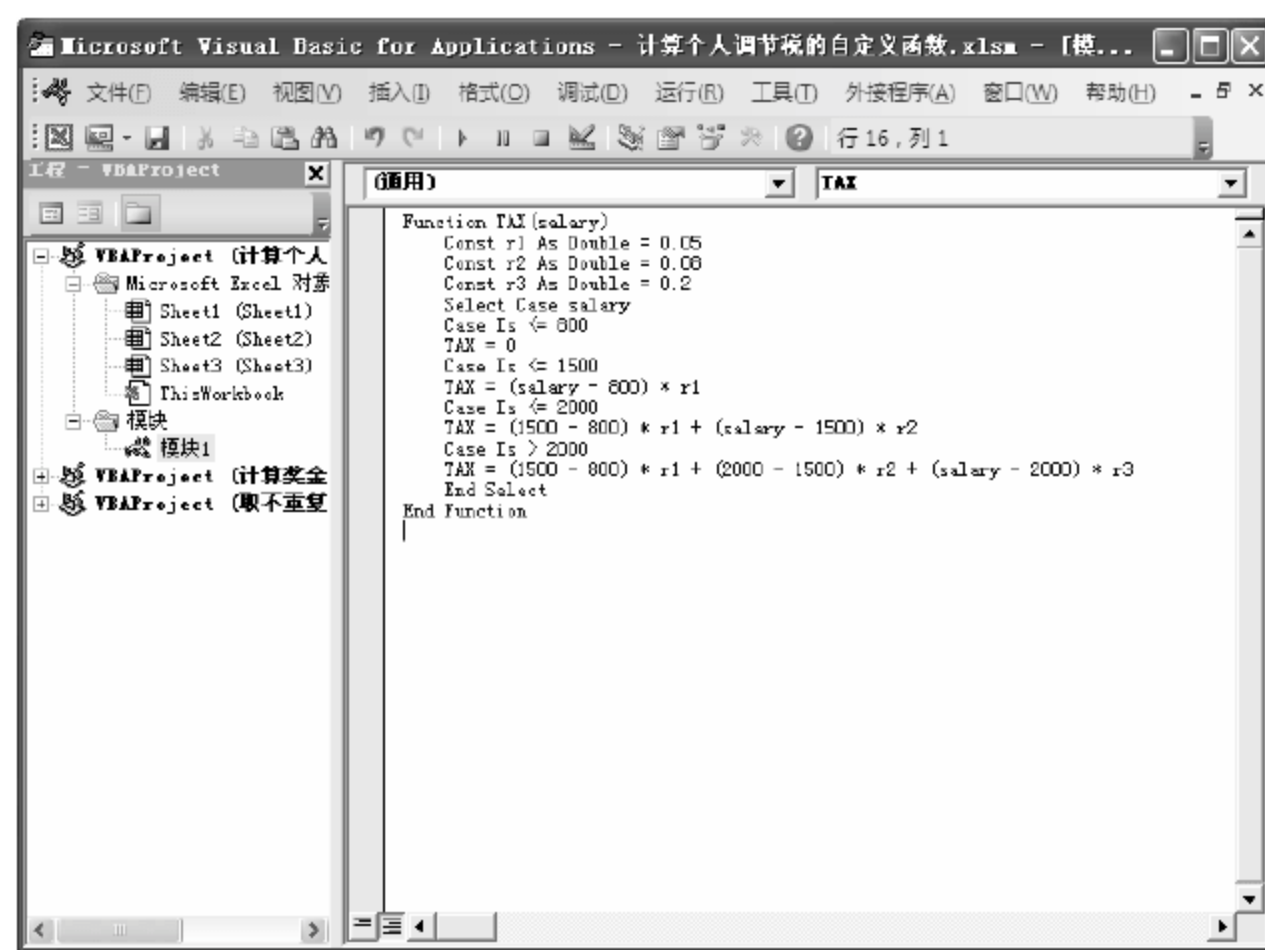 Microsoft Visual Basic for Applications - 计算个人调节税的自定义函数.xlsm - [模...
文件(F) 编辑(E) 视图(V) 插入(I) 格式(O) 调试(D) 运行(R) 工具(T) 外接程序(A) 窗口(W) 帮助(H)
行 16 , 列 1
工程 - VBAProject
(通用)
TAX
VBAProject (计算个人
Microsoft Excel 对象
Sheet1 (Sheet1)
Sheet2 (Sheet2)
Sheet3 (Sheet3)
ThisWorkbook
模块
模块1
VBAProject (计算奖金
VBAProject (取不重复
Function TAX(salary)
Const r1 As Double = 0.05
Const r2 As Double = 0.08
Const r3 As Double = 0.2
Select Case salary
Case Is <= 800
TAX = 0
Case Is <= 1500
TAX = (salary - 800) * r1
Case Is <= 2000
TAX = (1500 - 800) * r1 + (salary - 1500) * r2
Case Is > 2000
TAX = (1500 - 800) * r1 + (2000 - 1500) * r2 + (salary - 2000) * r3
End Select
End Function